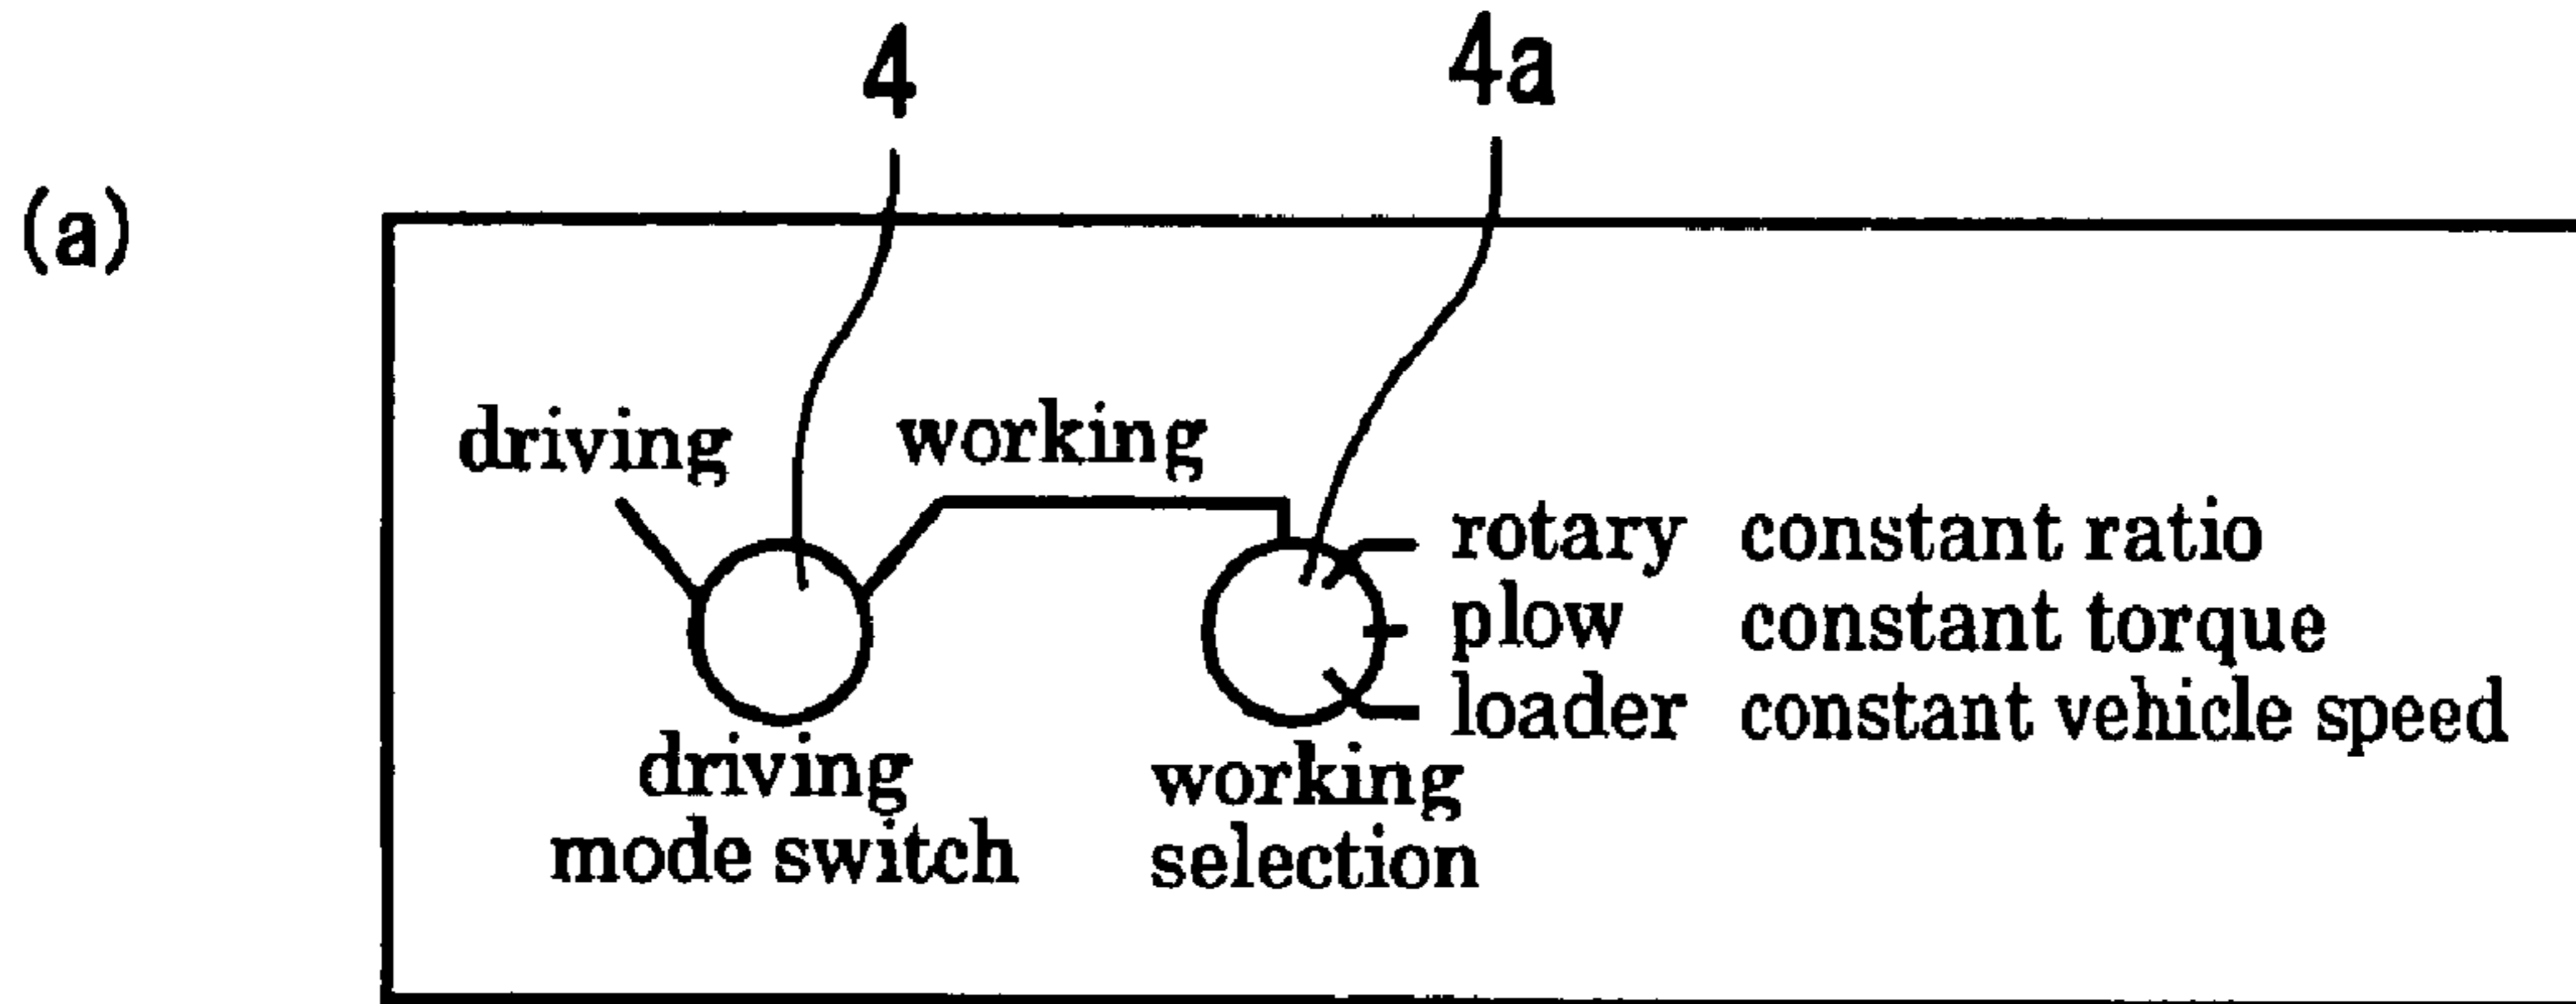 4 4a
(a)
driving working
rotary constant ratio
plow constant torque
loader constant vehicle speed
driving
mode switch
working
selection